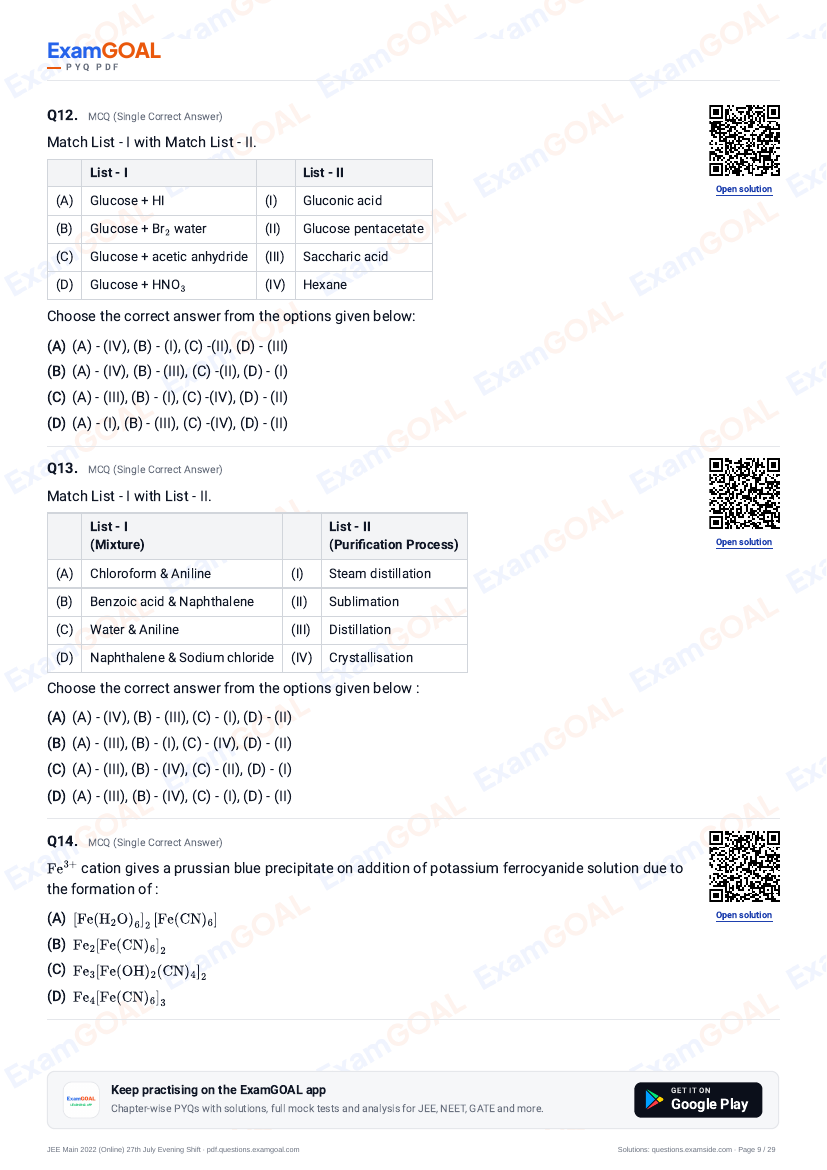 ExamGOAL
PYQ PDF
Q12. MCQ (Single Correct Answer)
Match List - I with Match List - II.
List - I List - II
(A) Glucose + HI (I) Gluconic acid
(B) Glucose + Br₂ water (II) Glucose pentacetate
(C) Glucose + acetic anhydride (III) Saccharic acid
(D) Glucose + HNO₃ (IV) Hexane
Choose the correct answer from the options given below:
(A) (A) - (IV), (B) - (I), (C) -(II), (D) - (III)
(B) (A) - (IV), (B) - (III), (C) -(II), (D) - (I)
(C) (A) - (III), (B) - (I), (C) -(IV), (D) - (II)
(D) (A) - (I), (B) - (III), (C) -(IV), (D) - (II)
Open solution
Q13. MCQ (Single Correct Answer)
Match List - I with List - II.
List - I List - II
(Mixture) (Purification Process)
(A) Chloroform & Aniline (I) Steam distillation
(B) Benzoic acid & Naphthalene (II) Sublimation
(C) Water & Aniline (III) Distillation
(D) Naphthalene & Sodium chloride (IV) Crystallisation
Choose the correct answer from the options given below :
(A) (A) - (IV), (B) - (III), (C) - (I), (D) - (II)
(B) (A) - (III), (B) - (I), (C) - (IV), (D) - (II)
(C) (A) - (III), (B) - (IV), (C) - (II), (D) - (I)
(D) (A) - (III), (B) - (IV), (C) - (I), (D) - (II)
Open solution
Q14. MCQ (Single Correct Answer)
Fe³⁺ cation gives a prussian blue precipitate on addition of potassium ferrocyanide solution due to
the formation of :
(A) [Fe(H₂O)₆]₂ [Fe(CN)₆]
(B) Fe₂[Fe(CN)₆]₂
(C) Fe₃[Fe(OH)₂(CN)₄]₂
(D) Fe₄[Fe(CN)₆]₃
Open solution
Keep practising on the ExamGOAL app
Chapter-wise PYQs with solutions, full mock tests and analysis for JEE, NEET, GATE and more.
GET IT ON
Google Play
JEE Main 2022 (Online) 27th July Evening Shift · pdf.questions.examgoal.com
Solutions: questions.examside.com · Page 9 / 29